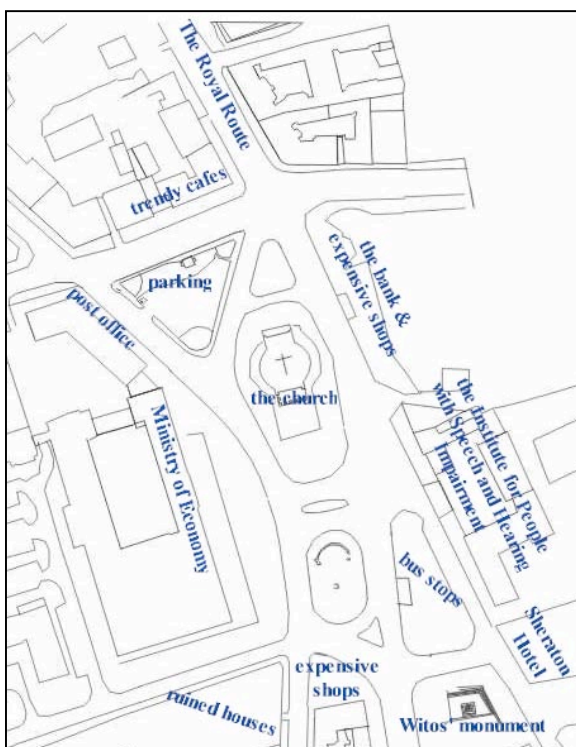 The Royal Route
trendy cafes
the bank &
expensive shops
parking
post office
the church
Ministry of Economy
the Institute for People
with Speech and Hearing
Impairment
bus stops
Sheraton
Hotel
expensive
shops
ruined houses
Witos' monument